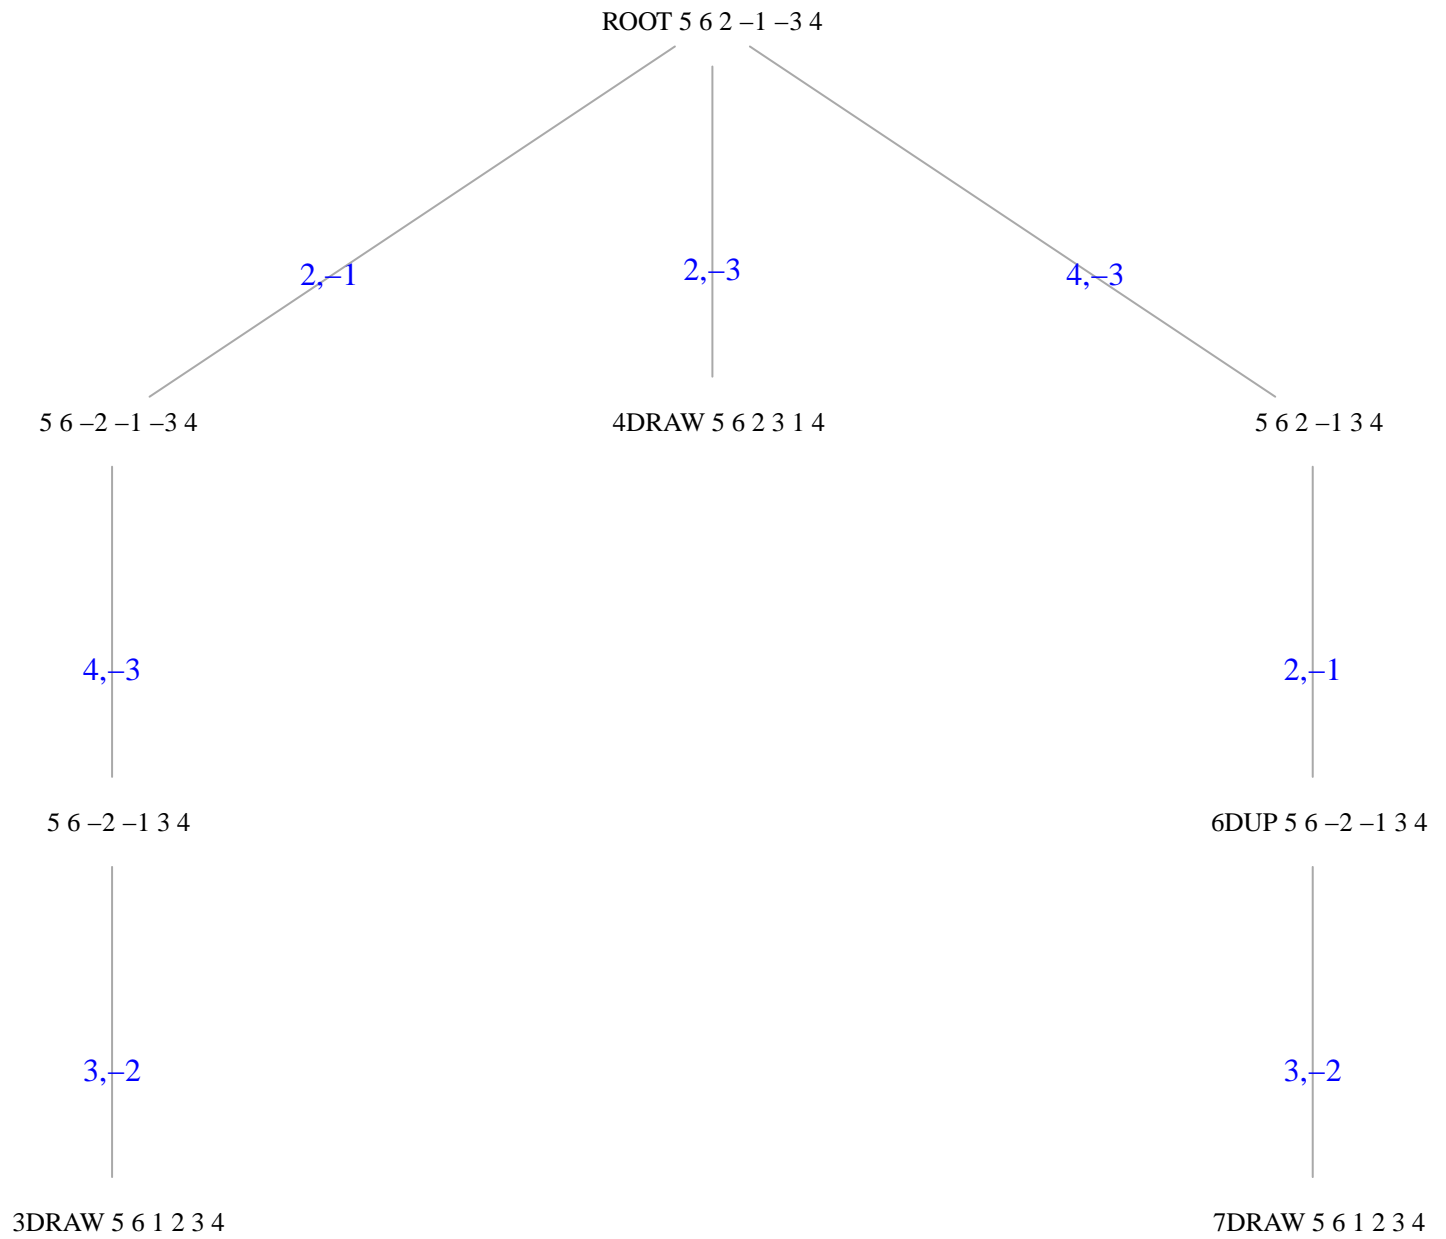 ROOT 5 6 2 –1 –3 4
2,–1
2,–3
4,–3
5 6 –2 –1 –3 4
4DRAW 5 6 2 3 1 4
5 6 2 –1 3 4
4,–3
2,–1
5 6 –2 –1 3 4
6DUP 5 6 –2 –1 3 4
3,–2
3,–2
3DRAW 5 6 1 2 3 4
7DRAW 5 6 1 2 3 4